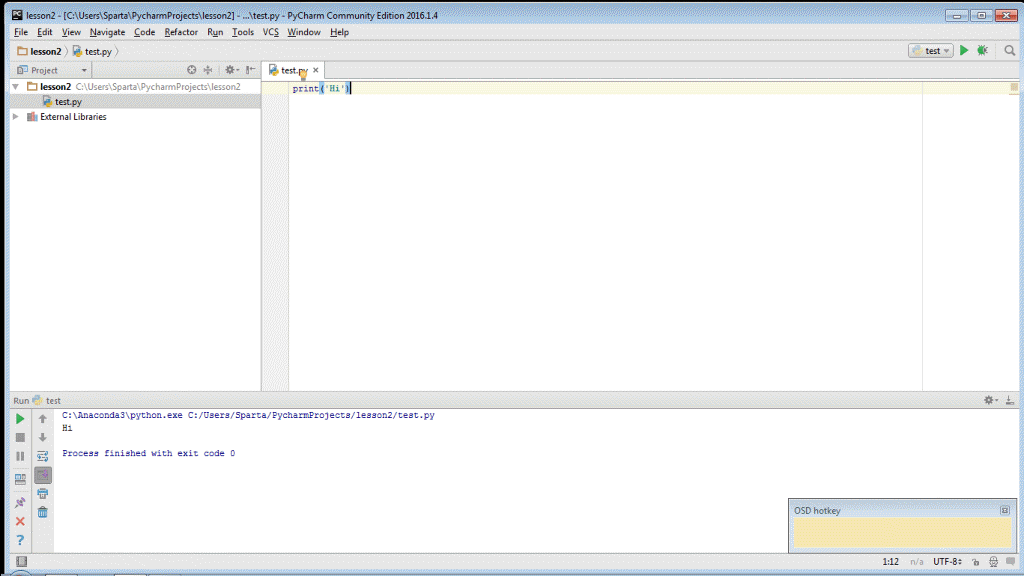 lesson2 - [C:\Users\Sparta\PycharmProjects\lesson2] - ...\test.py - PyCharm Community Edition 2016.1.4
File Edit View Navigate Code Refactor Run Tools VCS Window Help
lesson2 test.py test
Project test.py
lesson2 C:\Users\Sparta\PycharmProjects\lesson2
print('Hi')
test.py
External Libraries
Run test
C:\Anaconda3\python.exe C:/Users/Sparta/PycharmProjects/lesson2/test.py
Hi
Process finished with exit code 0
OSD hotkey
1:12 n/a UTF-8